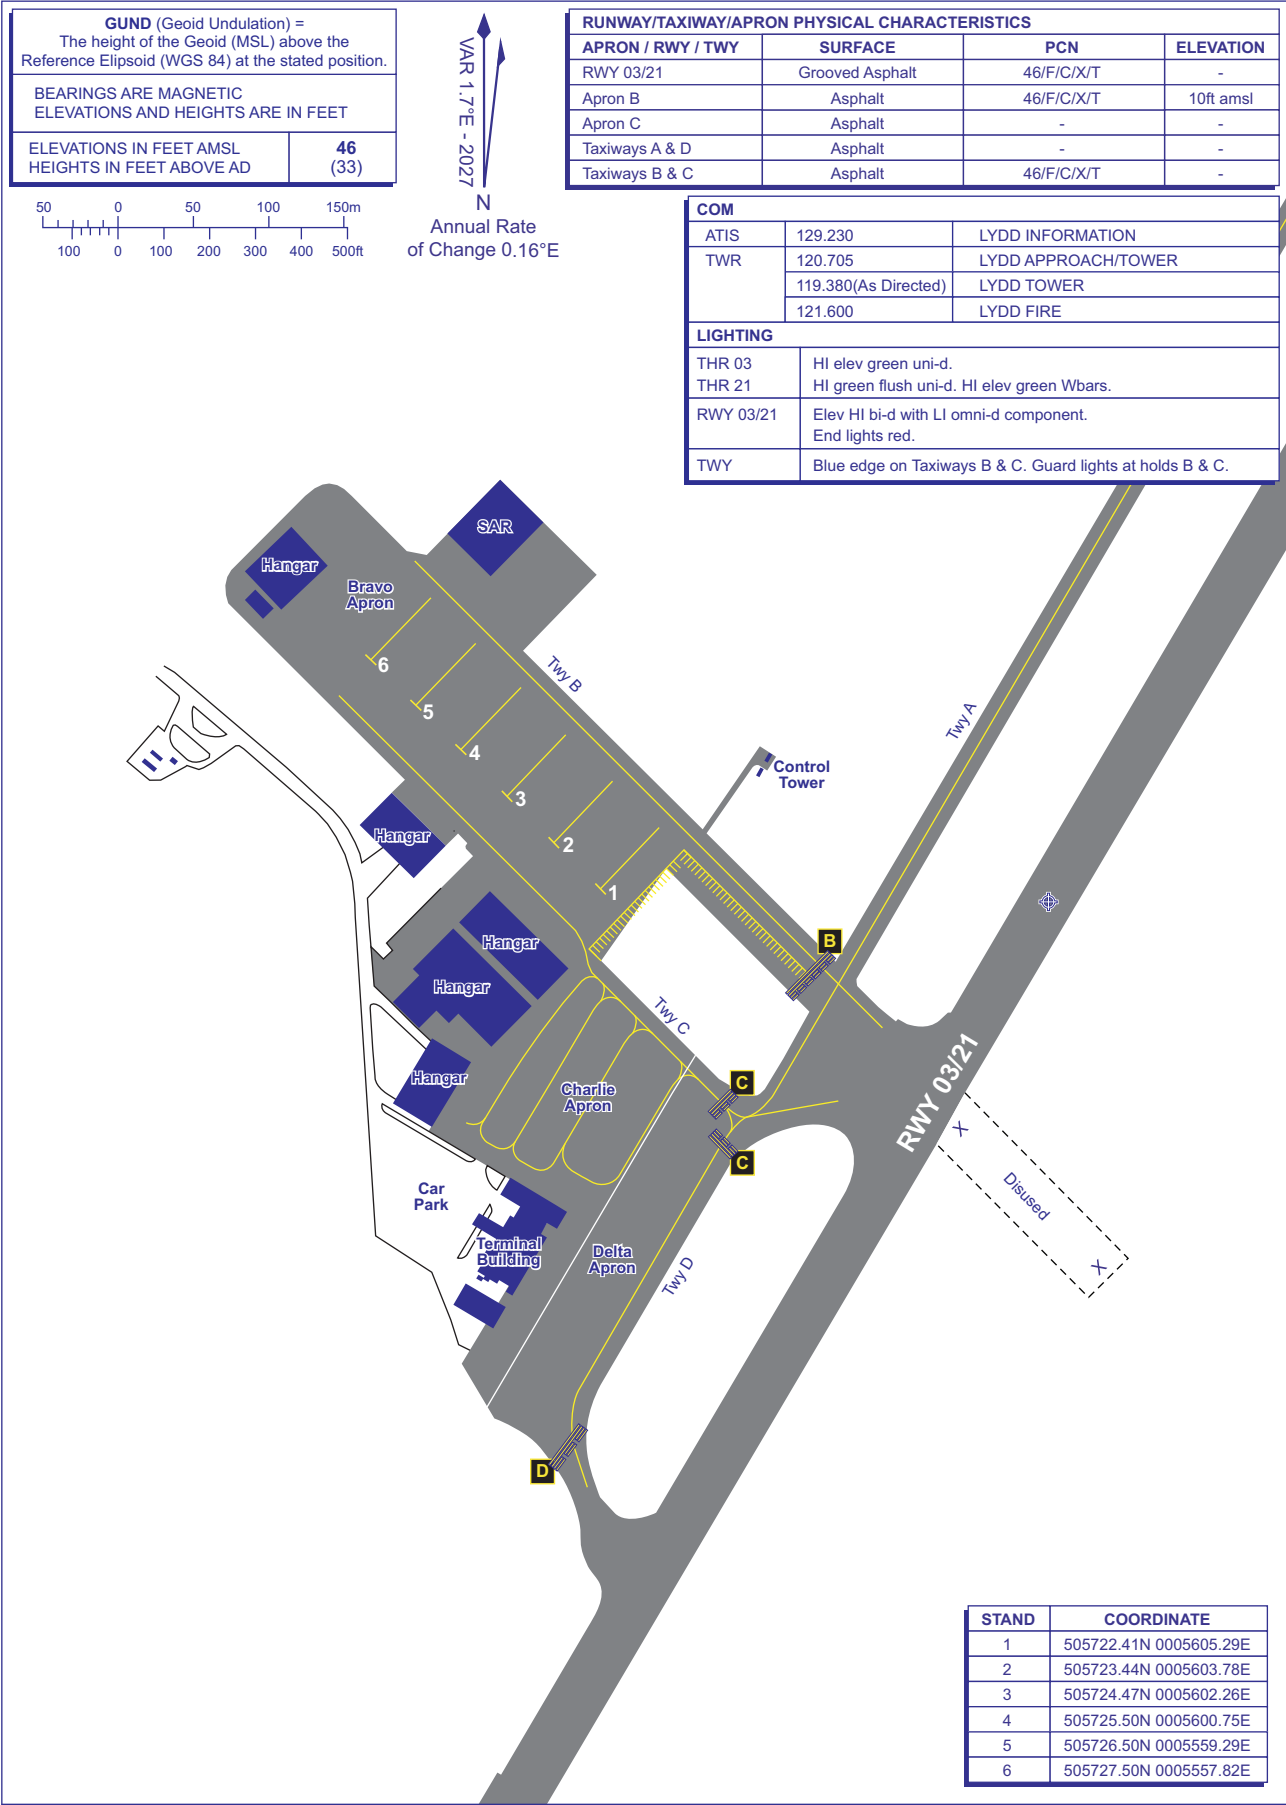 GUND (Geoid Undulation) =
The height of the Geoid (MSL) above the
Reference Elipsoid (WGS 84) at the stated position.
BEARINGS ARE MAGNETIC
ELEVATIONS AND HEIGHTS ARE IN FEET
ELEVATIONS IN FEET AMSL 46
HEIGHTS IN FEET ABOVE AD (33)
50 0 50 100 150m
100 0 100 200 300 400 500ft
VAR 1.7°E - 2027
N
Annual Rate
of Change 0.16°E
RUNWAY/TAXIWAY/APRON PHYSICAL CHARACTERISTICS
APRON / RWY / TWY SURFACE PCN ELEVATION
RWY 03/21 Grooved Asphalt 46/F/C/X/T -
Apron B Asphalt 46/F/C/X/T 10ft amsl
Apron C Asphalt - -
Taxiways A & D Asphalt - -
Taxiways B & C Asphalt 46/F/C/X/T -
COM
ATIS 129.230 LYDD INFORMATION
TWR 120.705 LYDD APPROACH/TOWER
119.380(As Directed) LYDD TOWER
121.600 LYDD FIRE
LIGHTING
THR 03 HI elev green uni-d.
THR 21 HI green flush uni-d. HI elev green Wbars.
RWY 03/21 Elev HI bi-d with LI omni-d component.
End lights red.
TWY Blue edge on Taxiways B & C. Guard lights at holds B & C.
SAR
Hangar
Bravo
Apron
6
5
4
3
2
1
Twy B
Twy A
Control
Tower
Hangar
Hangar
Hangar
Hangar
B
Twy C
C
C
Charlie
Apron
RWY 03/21
X
Disused
X
Car
Park
Terminal
Building
Delta
Apron
Twy D
D
STAND COORDINATE
1 505722.41N 0005605.29E
2 505723.44N 0005603.78E
3 505724.47N 0005602.26E
4 505725.50N 0005600.75E
5 505726.50N 0005559.29E
6 505727.50N 0005557.82E